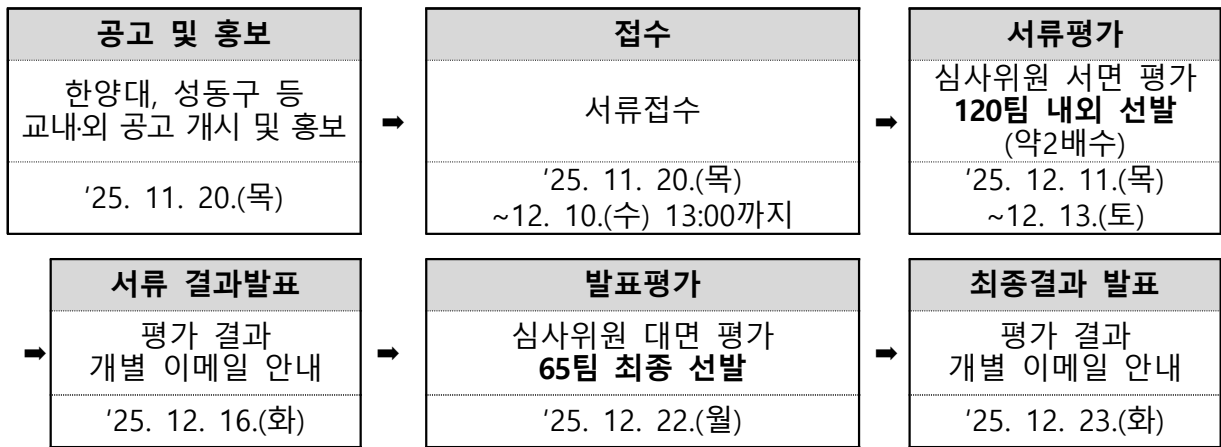 공고 및 홍보
한양대, 성동구 등
교내·외 공고 개시 및 홍보
'25. 11. 20.(목)
➡
접수
서류접수
'25. 11. 20.(목)
~12. 10.(수) 13:00까지
➡
서류평가
심사위원 서면 평가
120팀 내외 선발
(약2배수)
'25. 12. 11.(목)
~12. 13.(토)
➡
서류 결과발표
평가 결과
개별 이메일 안내
'25. 12. 16.(화)
➡
발표평가
심사위원 대면 평가
65팀 최종 선발
'25. 12. 22.(월)
➡
최종결과 발표
평가 결과
개별 이메일 안내
'25. 12. 23.(화)